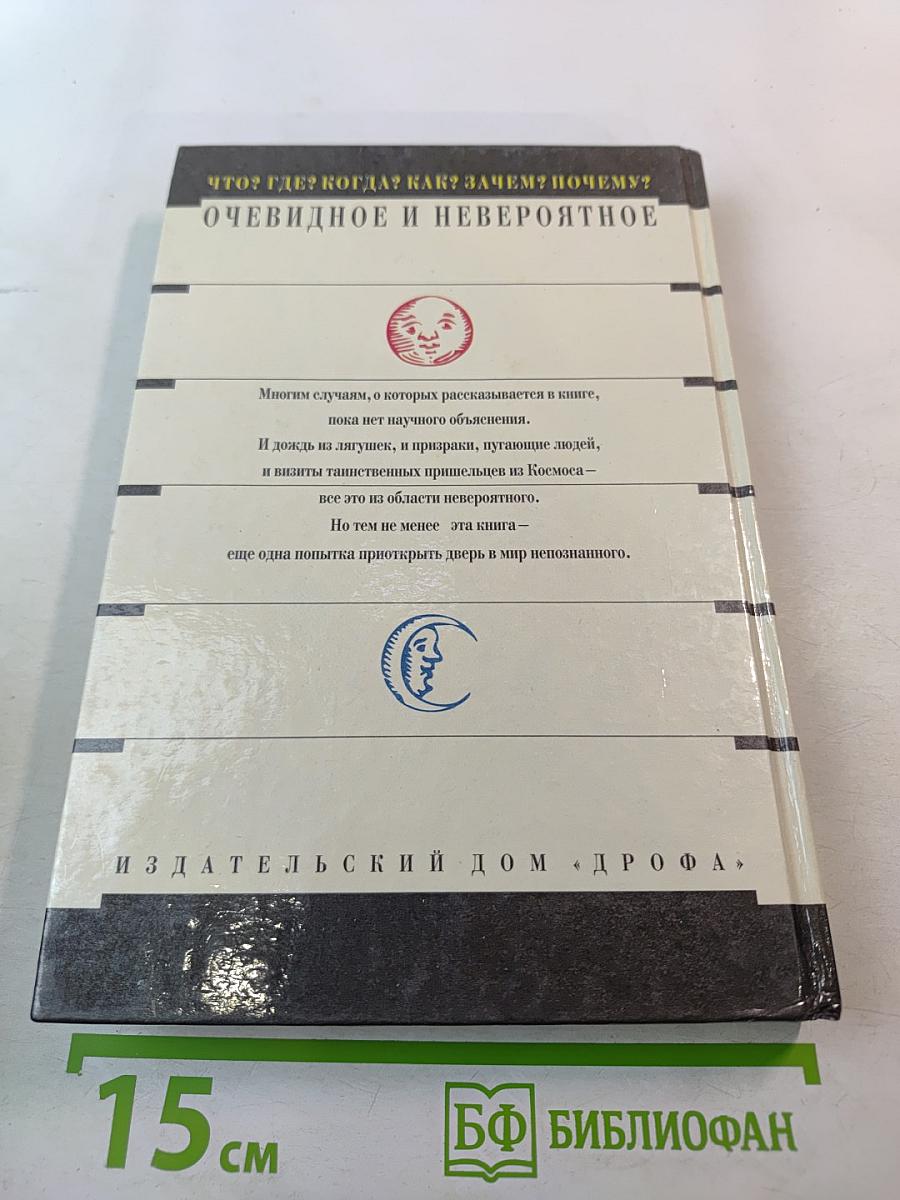 ЧТО? ГДЕ? КОГДА? КАК? ЗАЧЕМ? ПОЧЕМУ?
ОЧЕВИДНОЕ И НЕВЕРОЯТНОЕ
Многим случаям, о которых рассказывается в книге,
пока нет научного объяснения.
И дождь из лягушек, и призраки, пугающие людей,
и визиты таинственных пришельцев из Космоса —
все это из области невероятного.
Но тем не менее эта книга —
еще одна попытка приоткрыть дверь в мир непознанного.
ИЗДАТЕЛЬСКИЙ ДОМ «ДРОФА»
15 см
БФ БИБЛИОФАН